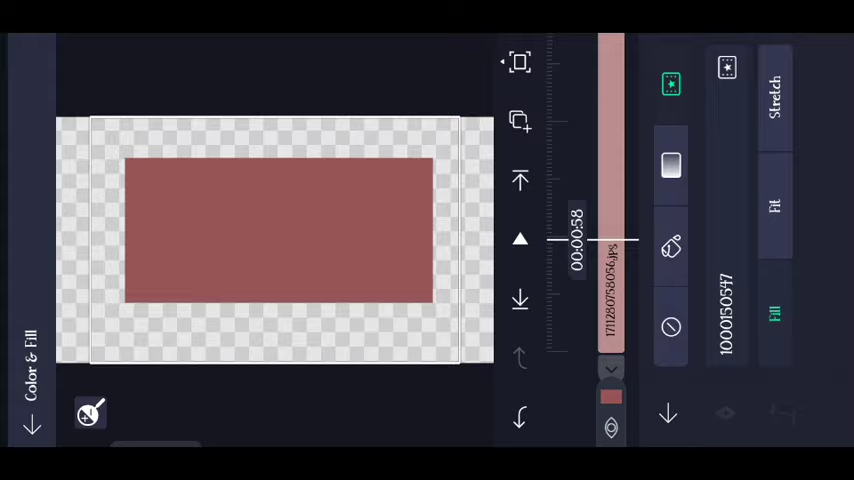 Color & Fill
00:00:58
1711280758056.jpg
1000150547
Fill
Fit
Stretch